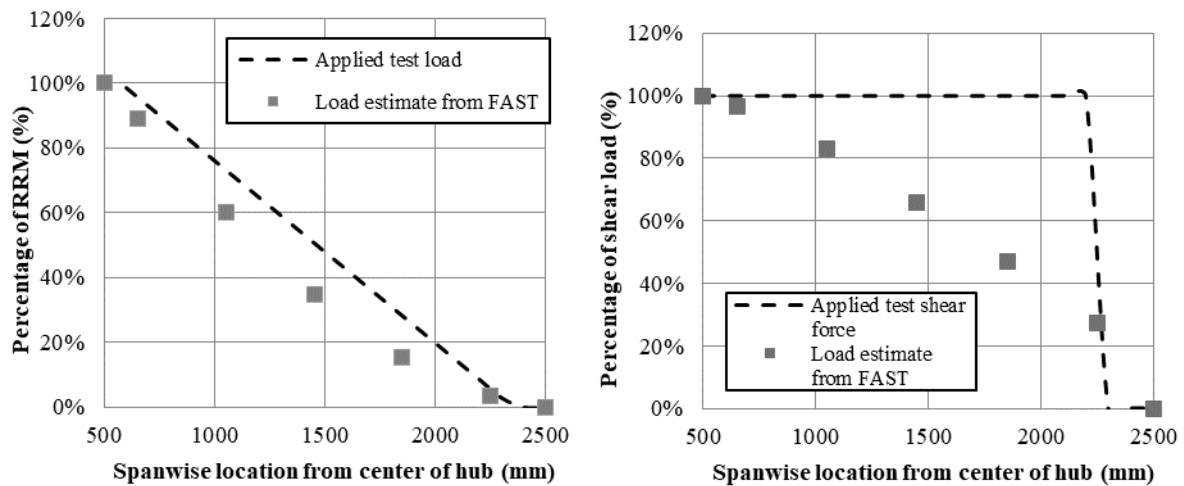 120%
100%
80%
60%
40%
20%
0%
Percentage of RRM (%)
Applied test load
Load estimate from FAST
500 1000 1500 2000 2500
Spanwise location from center of hub (mm)
120%
100%
80%
60%
40%
20%
0%
Percentage of shear load (%)
Applied test shear
force
Load estimate
from FAST
500 1000 1500 2000 2500
Spanwise location from center of hub (mm)